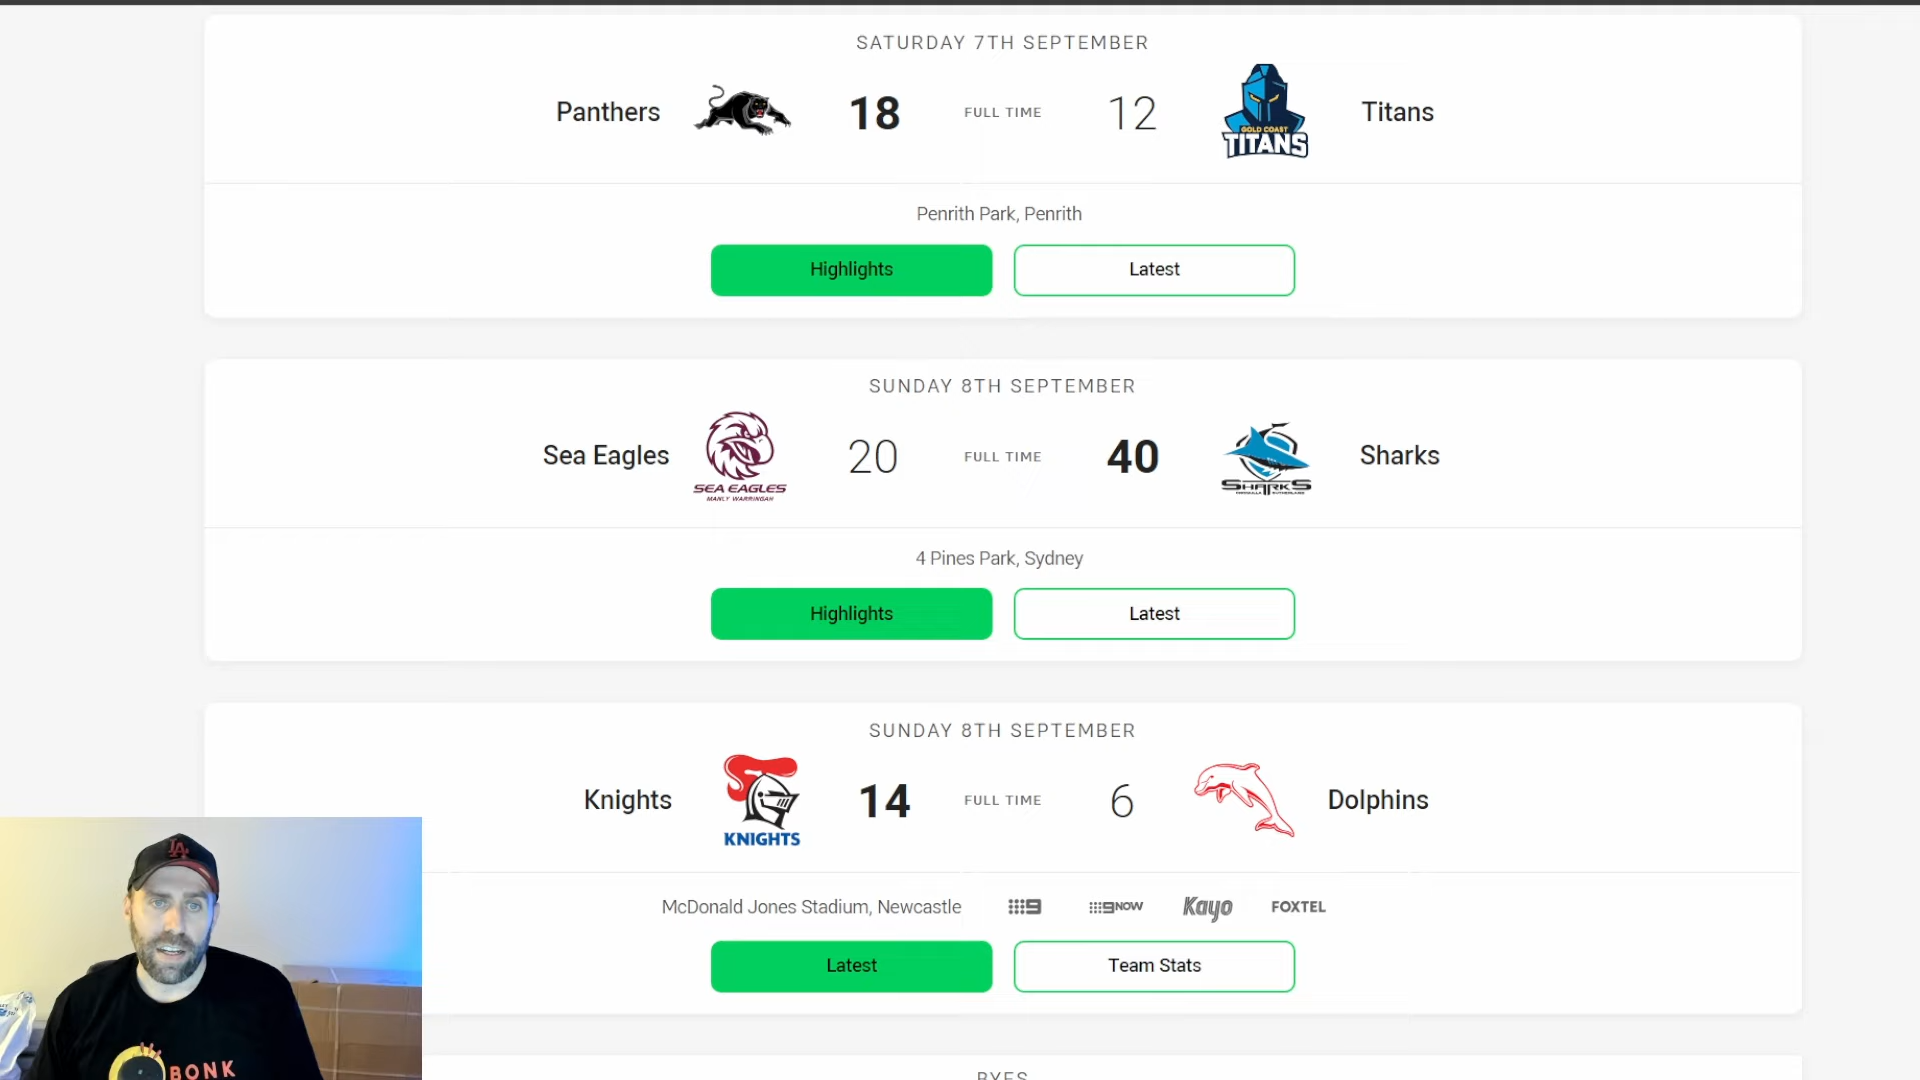 SATURDAY 7TH SEPTEMBER
Panthers 18 FULL TIME 12 GOLD COAST TITANS Titans
Penrith Park, Penrith
Highlights Latest
SUNDAY 8TH SEPTEMBER
Sea Eagles SEA EAGLES MANLY WARRINGAH 20 FULL TIME 40 SHARKS Sharks
4 Pines Park, Sydney
Highlights Latest
SUNDAY 8TH SEPTEMBER
Knights KNIGHTS 14 FULL TIME 6 Dolphins
McDonald Jones Stadium, Newcastle 9 9NOW Kayo FOXTEL
Latest Team Stats
BYES
LA
BONK